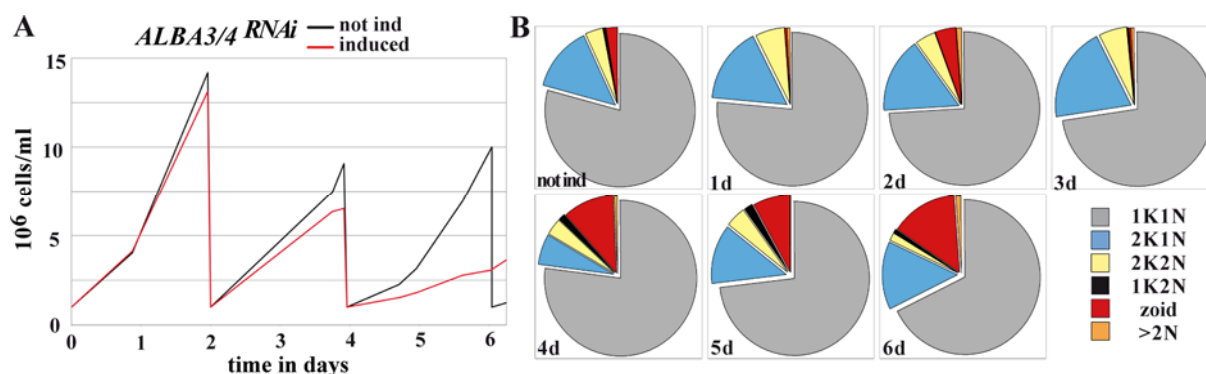 A
ALBA3/4 RNAi
not ind
induced
10⁶ cells/ml
15
10
5
0
0 1 2 3 4 5 6
time in days
B
not ind
1d
2d
3d
4d
5d
6d
1K1N
2K1N
2K2N
1K2N
zoid
>2N